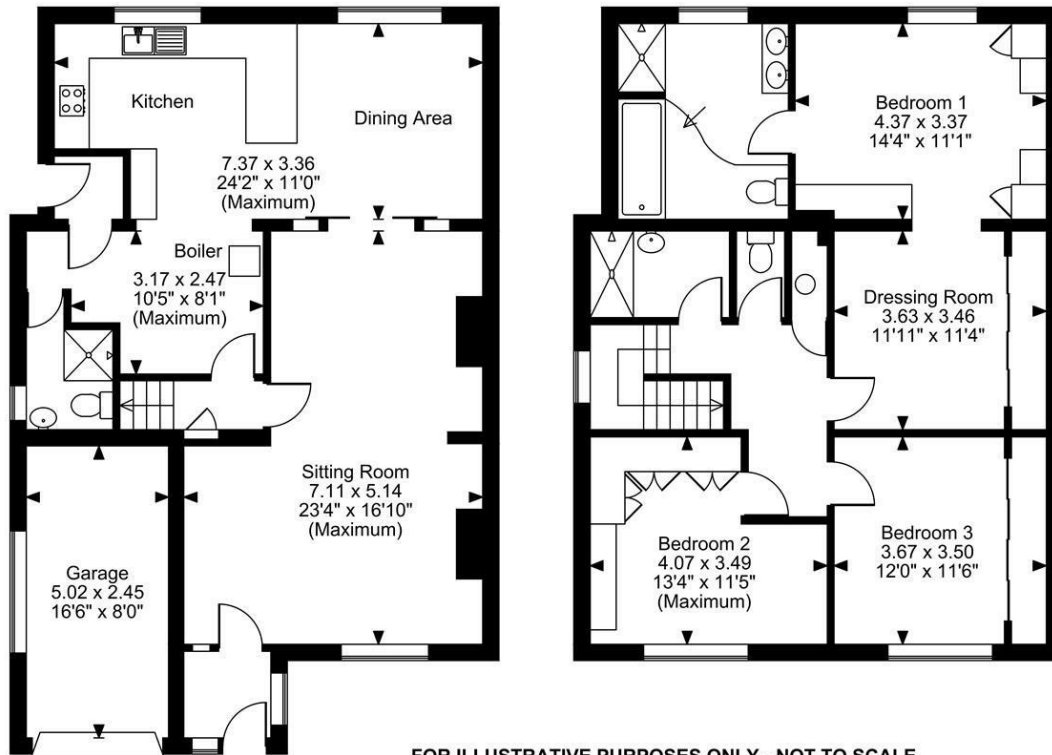 Kitchen
Dining Area
7.37 x 3.36
24'2" x 11'0"
(Maximum)
Boiler
3.17 x 2.47
10'5" x 8'1"
(Maximum)
Sitting Room
7.11 x 5.14
23'4" x 16'10"
(Maximum)
Garage
5.02 x 2.45
16'6" x 8'0"
Bedroom 1
4.37 x 3.37
14'4" x 11'1"
Dressing Room
3.63 x 3.46
11'11" x 11'4"
Bedroom 2
4.07 x 3.49
13'4" x 11'5"
(Maximum)
Bedroom 3
3.67 x 3.50
12'0" x 11'6"
FOR ILLUSTRATIVE PURPOSES ONLY - NOT TO SCALE